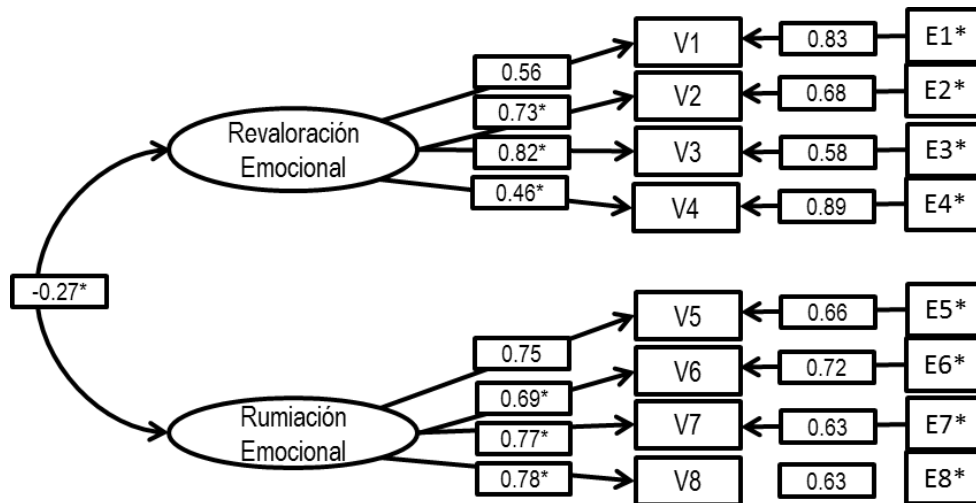 0.56 V1 0.83 E1*
Revaloración
Emocional
0.73* V2 0.68 E2*
0.82* V3 0.58 E3*
0.46* V4 0.89 E4*
-0.27*
0.75 V5 0.66 E5*
0.69* V6 0.72 E6*
Rumiación
Emocional
0.77* V7 0.63 E7*
0.78* V8 0.63 E8*